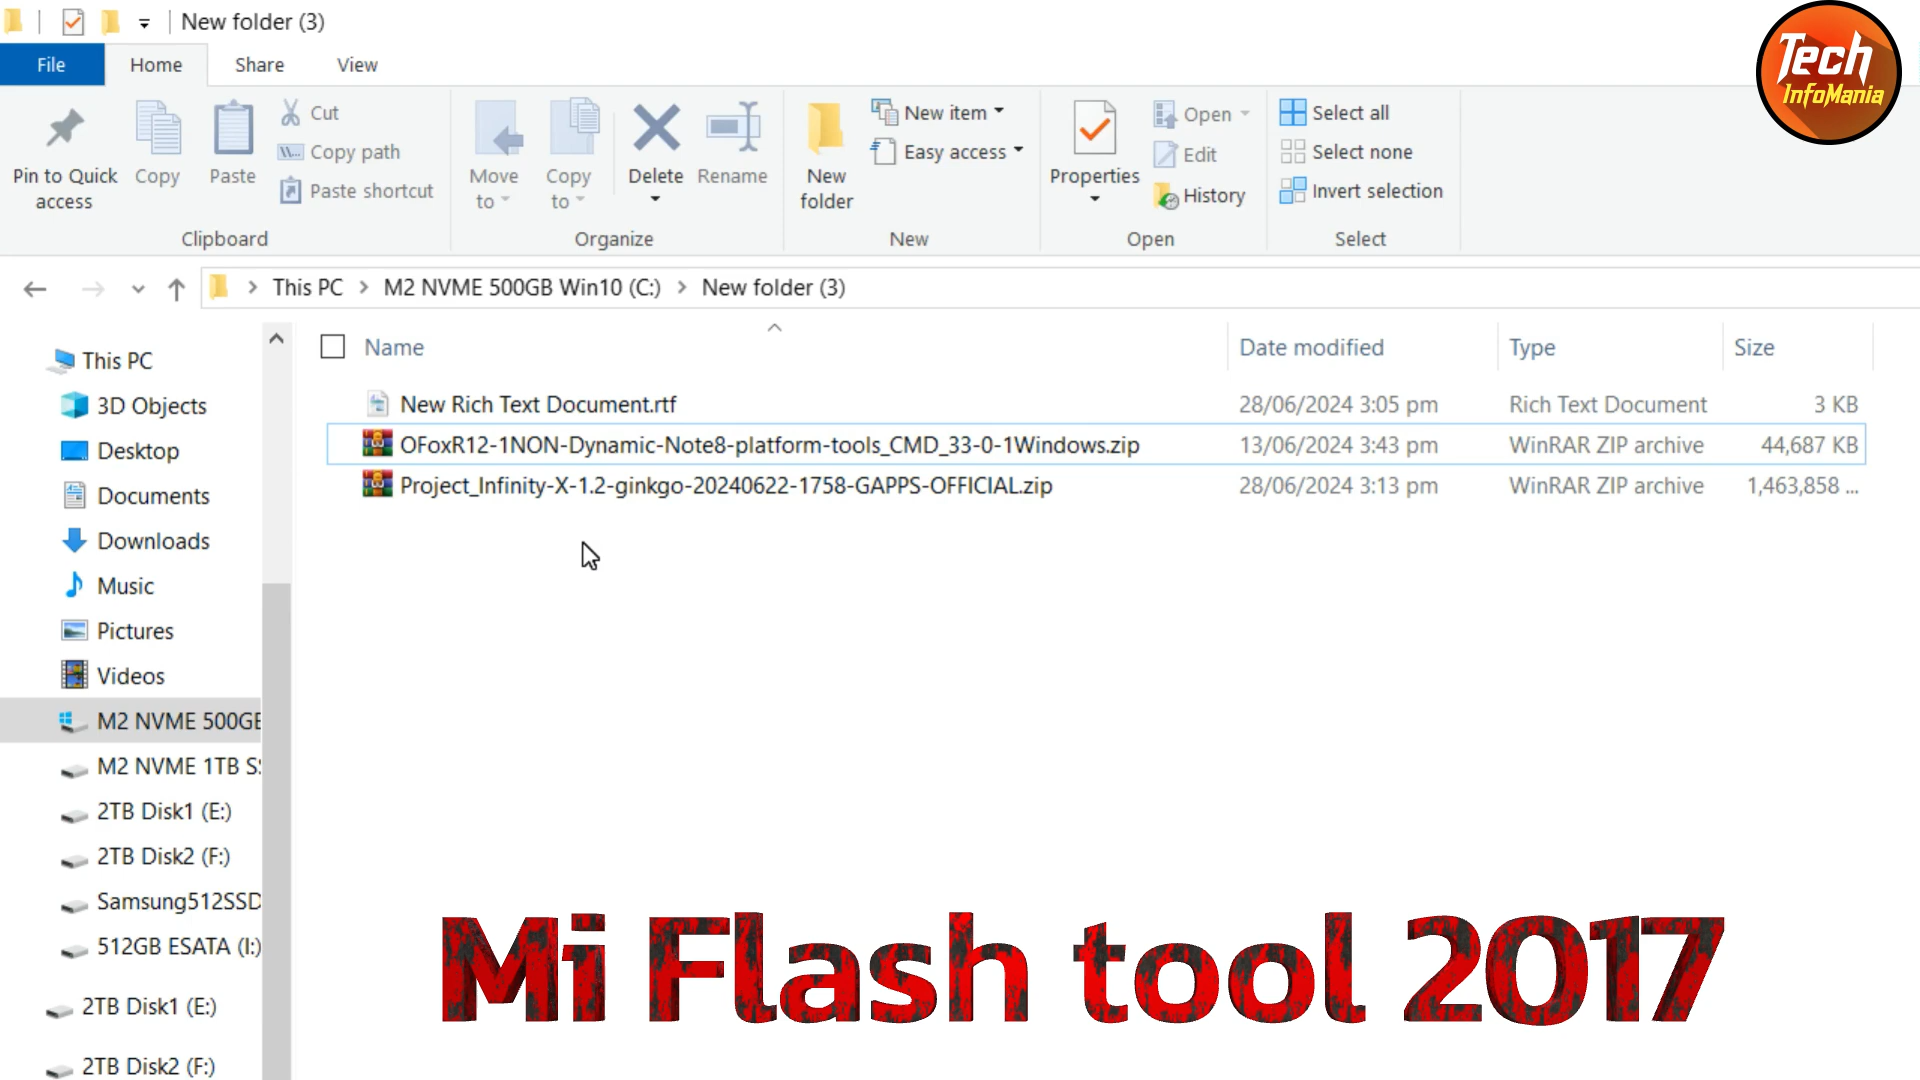 New folder (3)
File
Home
Share
View
Pin to Quick
access
Copy
Paste
Cut
Copy path
Paste shortcut
Clipboard
Move
to
Copy
to
Delete
Rename
Organize
New
folder
New item
Easy access
New
Properties
Open
Edit
History
Open
Select all
Select none
Invert selection
Select
Tech
InfoMania
This PC
M2 NVME 500GB Win10 (C:)
New folder (3)
Name
Date modified
Type
Size
New Rich Text Document.rtf
28/06/2024 3:05 pm
Rich Text Document
3 KB
OFoxR12-1NON-Dynamic-Note8-platform-tools_CMD_33-0-1Windows.zip
13/06/2024 3:43 pm
WinRAR ZIP archive
44,687 KB
Project_Infinity-X-1.2-ginkgo-20240622-1758-GAPPS-OFFICIAL.zip
28/06/2024 3:13 pm
WinRAR ZIP archive
1,463,858 ...
This PC
3D Objects
Desktop
Documents
Downloads
Music
Pictures
Videos
M2 NVME 500GB
M2 NVME 1TB S
2TB Disk1 (E:)
2TB Disk2 (F:)
Samsung512SSD
512GB ESATA (I:)
2TB Disk1 (E:)
2TB Disk2 (F:)
Mi Flash tool 2017